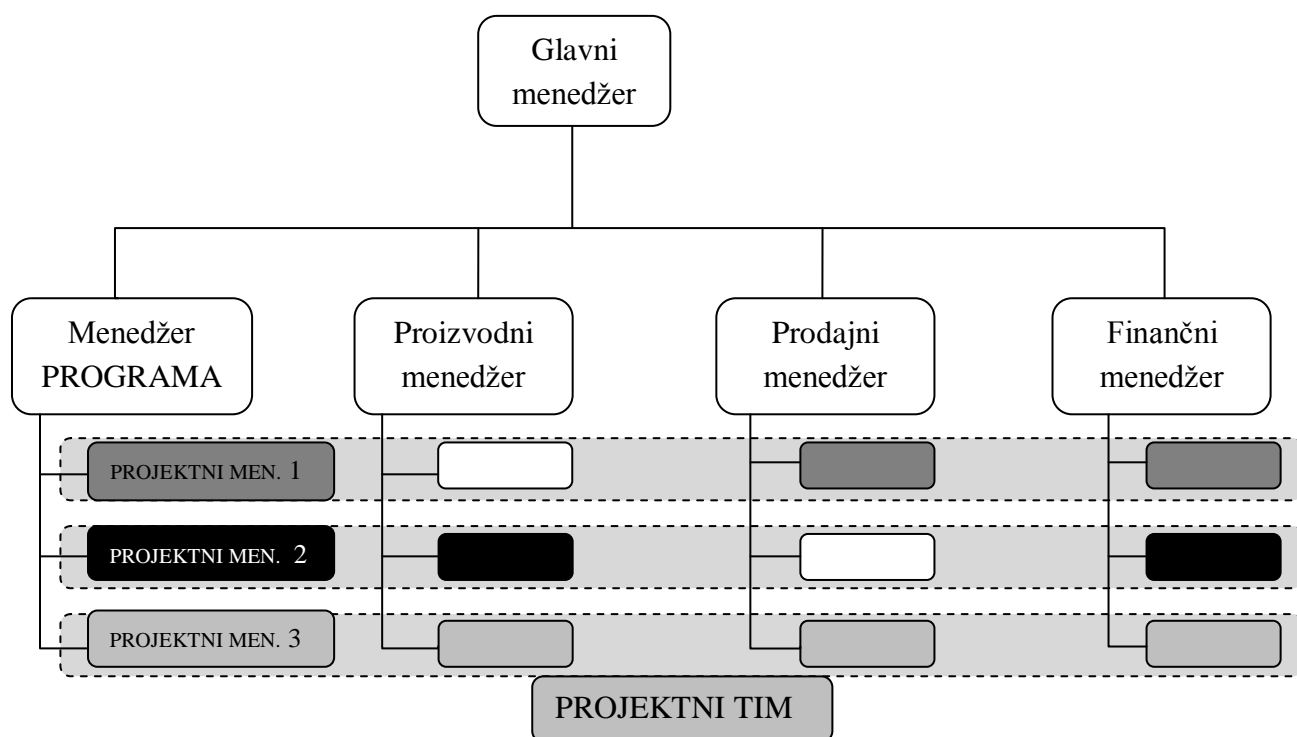 Glavni
menedžer
Menedžer
PROGRAMA
Proizvodni
menedžer
Prodajni
menedžer
Finančni
menedžer
PROJEKTNI MEN. 1
PROJEKTNI MEN. 2
PROJEKTNI MEN. 3
PROJEKTNI TIM